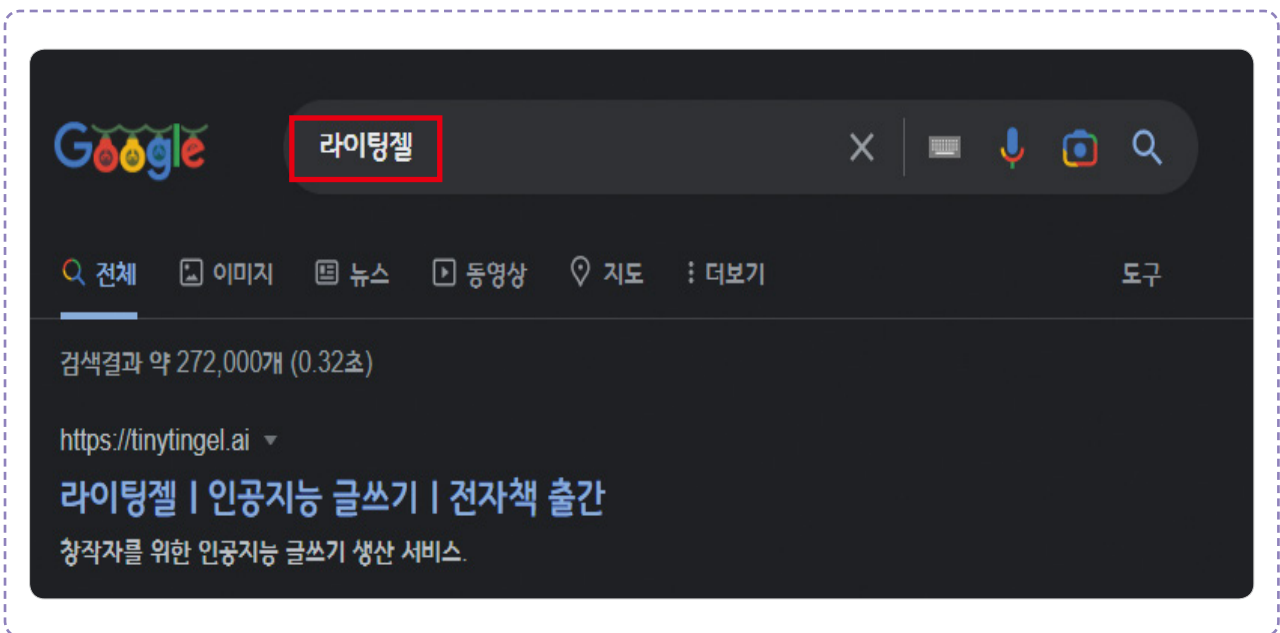 Google
라이팅젤
전체 이미지 뉴스 동영상 지도 더보기 도구
검색결과 약 272,000개 (0.32초)
https://tinytingel.ai
라이팅젤 | 인공지능 글쓰기 | 전자책 출간
창작자를 위한 인공지능 글쓰기 생산 서비스.